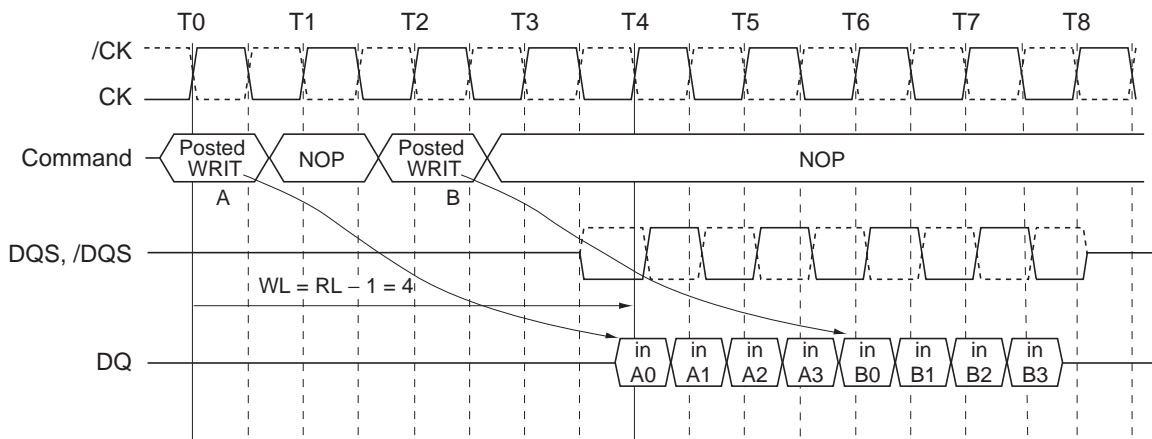 T0 T1 T2 T3 T4 T5 T6 T7 T8
/CK
CK
Command
Posted
WRIT
A
NOP
Posted
WRIT
B
NOP
DQS, /DQS
WL = RL − 1 = 4
DQ
in
A0
in
A1
in
A2
in
A3
in
B0
in
B1
in
B2
in
B3